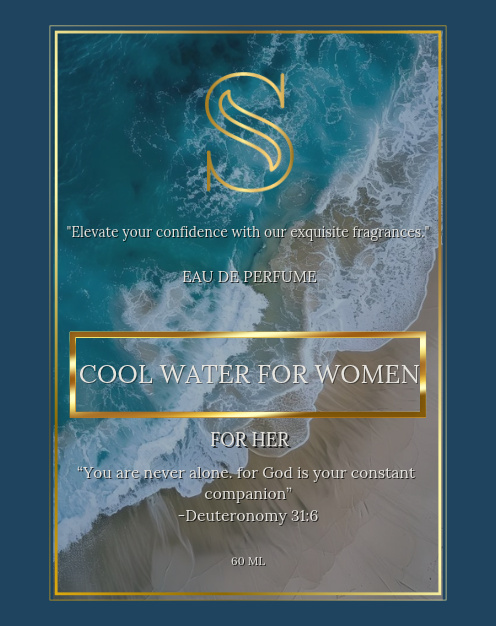 S
"Elevate your confidence with our exquisite fragrances."
EAU DE PERFUME
COOL WATER FOR WOMEN
FOR HER
“You are never alone. for God is your constant
companion”
-Deuteronomy 31:6
60 ML